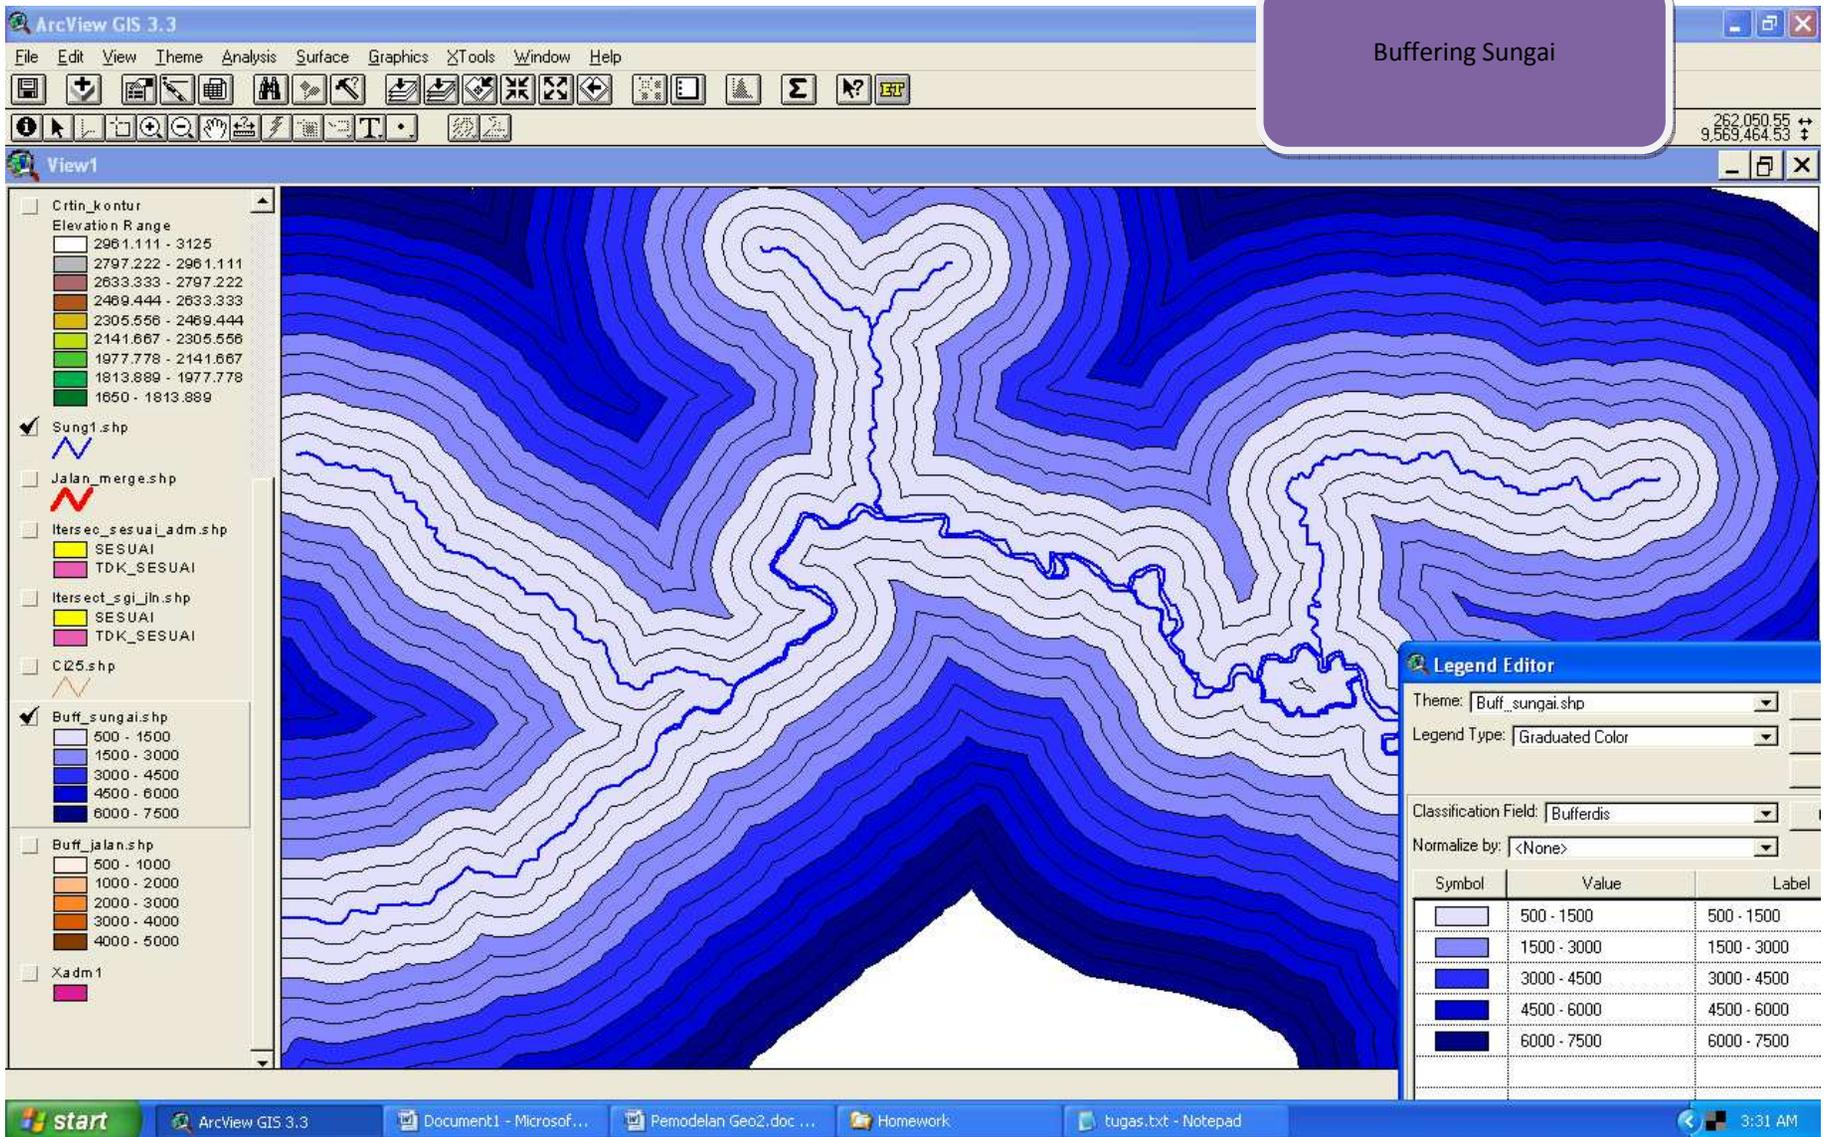 ArcView GIS 3.3
Buffering Sungai
File Edit View Theme Analysis Surface Graphics XTools Window Help
262,050.55
9,569,464.53
View1
Crtin_kontur
Elevation Range
2961.111 - 3125
2797.222 - 2961.111
2633.333 - 2797.222
2469.444 - 2633.333
2305.556 - 2469.444
2141.667 - 2305.556
1977.778 - 2141.667
1813.889 - 1977.778
1650 - 1813.889
Sung1.shp
Jalan_merge.shp
Itersec_sesuai_adm.shp
SESUAI
TDK_SESUAI
Itersect_sgi_jln.shp
SESUAI
TDK_SESUAI
Ci25.shp
Buff_sungai.shp
500 - 1500
1500 - 3000
3000 - 4500
4500 - 6000
6000 - 7500
Buff_jalan.shp
500 - 1000
1000 - 2000
2000 - 3000
3000 - 4000
4000 - 5000
Xadm1
Legend Editor
Theme: Buff_sungai.shp
Legend Type: Graduated Color
Classification Field: Bufferdis
Normalize by: <None>
Symbol Value Label
500 - 1500 500 - 1500
1500 - 3000 1500 - 3000
3000 - 4500 3000 - 4500
4500 - 6000 4500 - 6000
6000 - 7500 6000 - 7500
start ArcView GIS 3.3 Document1 - Microsof... Pemodelan Geo2.doc ... Homework tugas.txt - Notepad 3:31 AM